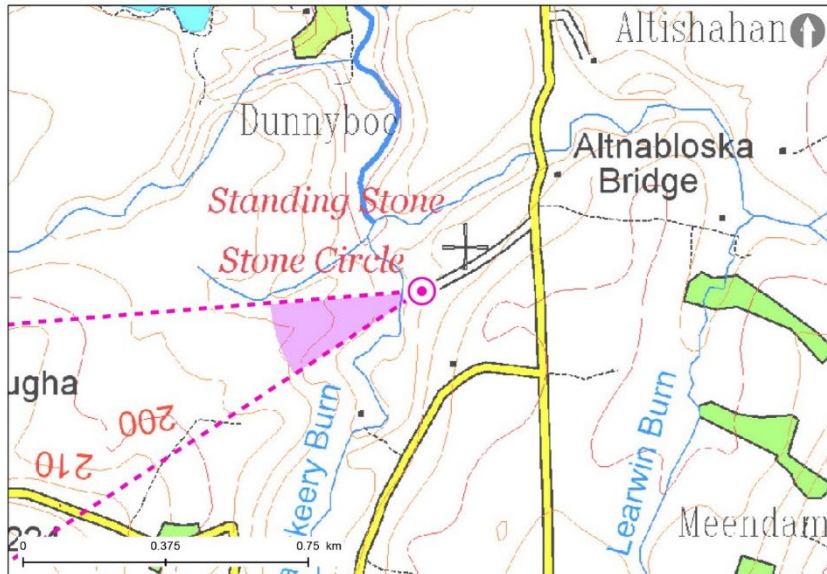 Altishahan
Dunnyboo
Altnabloska
Bridge
Standing Stone
Stone Circle
ugha
200
210
keery Burn
Learwin Burn
Meendam
0 0.375 0.75 km